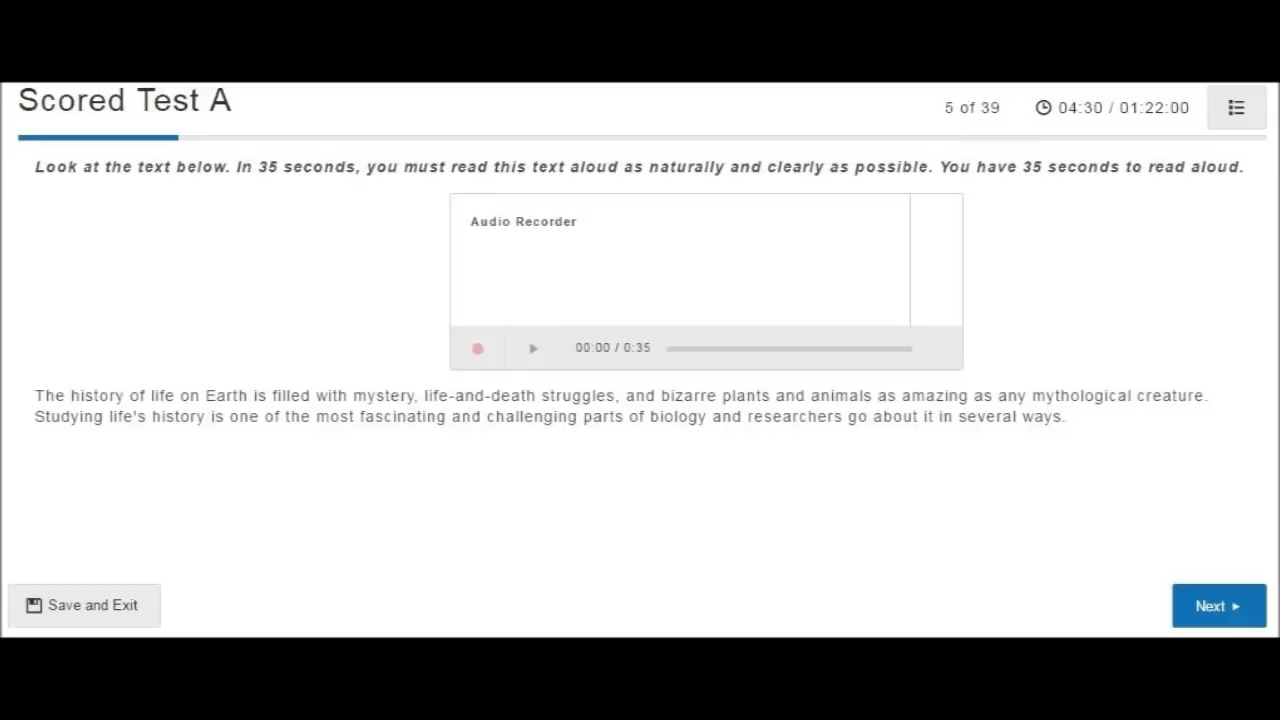 Scored Test A
5 of 39
04:30 / 01:22:00
Look at the text below. In 35 seconds, you must read this text aloud as naturally and clearly as possible. You have 35 seconds to read aloud.
Audio Recorder
00:00 / 0:35
The history of life on Earth is filled with mystery, life-and-death struggles, and bizarre plants and animals as amazing as any mythological creature.
Studying life's history is one of the most fascinating and challenging parts of biology and researchers go about it in several ways.
Save and Exit
Next